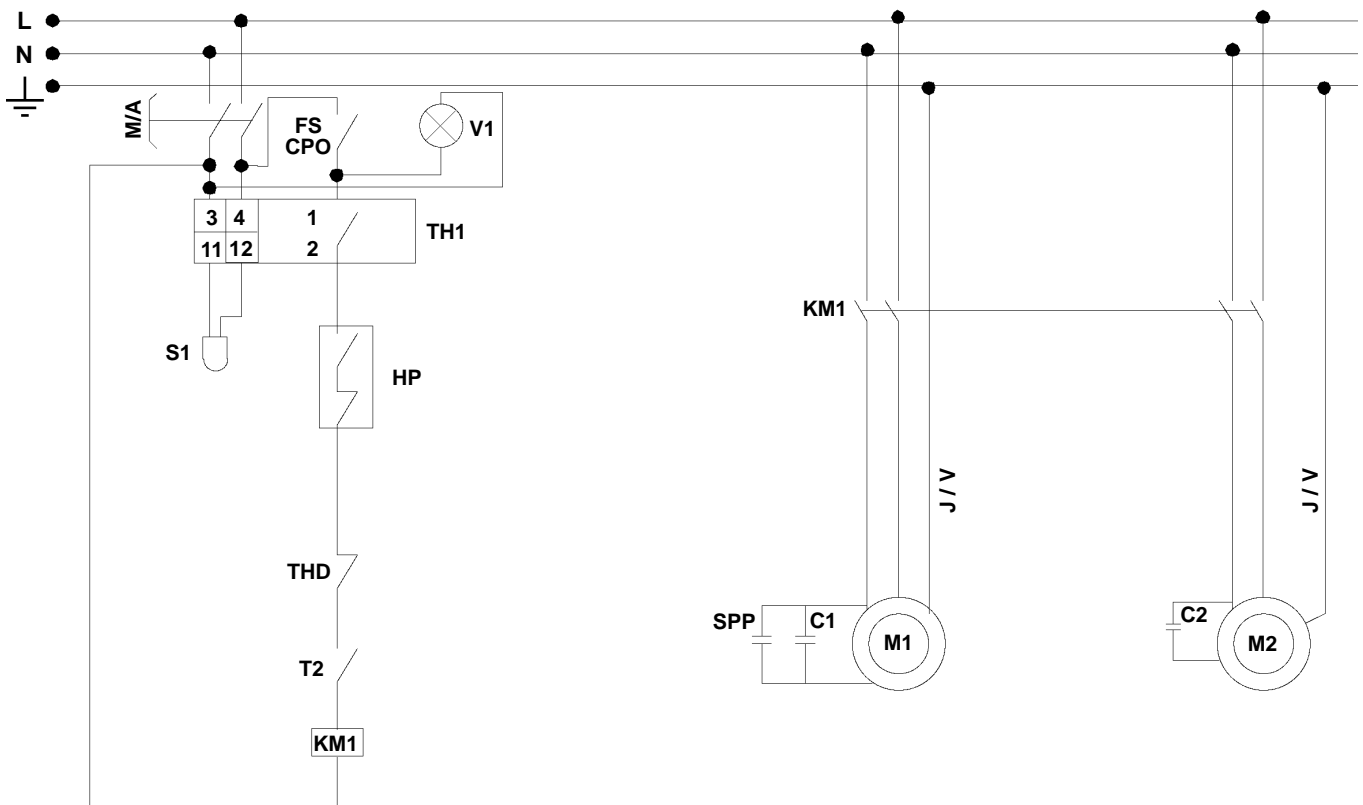 L
N
M/A
FS
CPO
V1
3 4 1
11 12 2
TH1
S1
HP
KM1
J / V
J / V
THD
SPP
C1
M1
C2
M2
T2
KM1